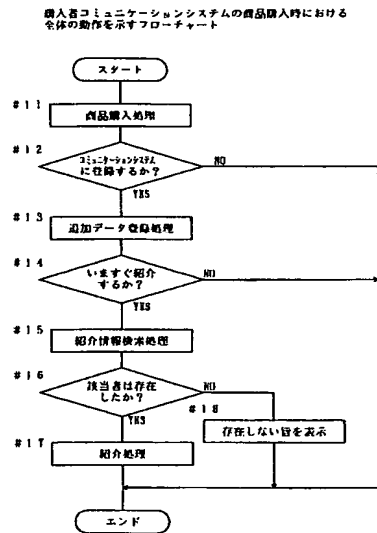 購入者コミュニケーションシステムの商品購入時における
全体の動作を示すフローチャート
スタート
#11
商品購入処理
#12
コミュニケーションシステム
に登録するか?
NO
YES
#13
追加データ登録処理
#14
いますぐ紹介
するか?
NO
YES
#15
紹介情報検索処理
#16
該当者は存在
したか?
NO
YES
#18
存在しない旨を表示
#17
紹介処理
エンド